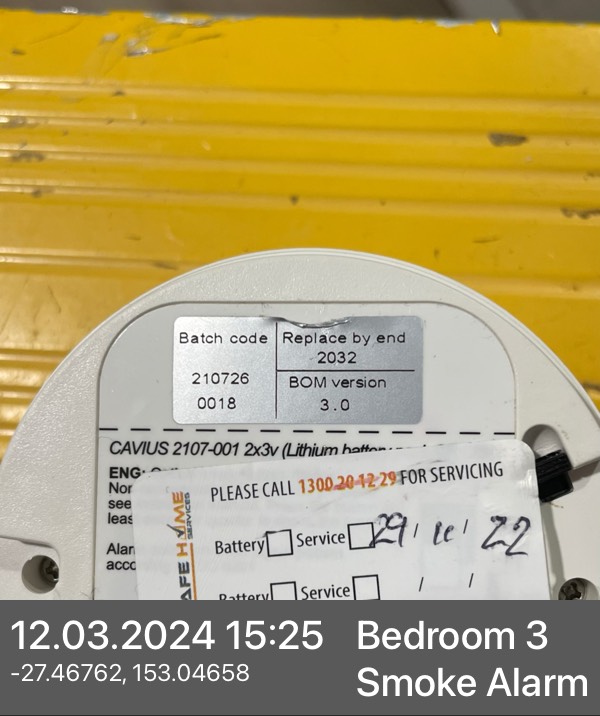 Batch code
210726
0018
Replace by end
2032
BOM version
3.0
CAVIUS 2107-001 2x3v (Lithium
ENG:
Nor
see
leas
Alar
acco
SAFE HOME
SERVICES
PLEASE CALL 1300 20 12 29 FOR SERVICING
Battery Service 29/ /22
Battery Service / /
12.03.2024 15:25
-27.46762, 153.04658
Bedroom 3
Smoke Alarm